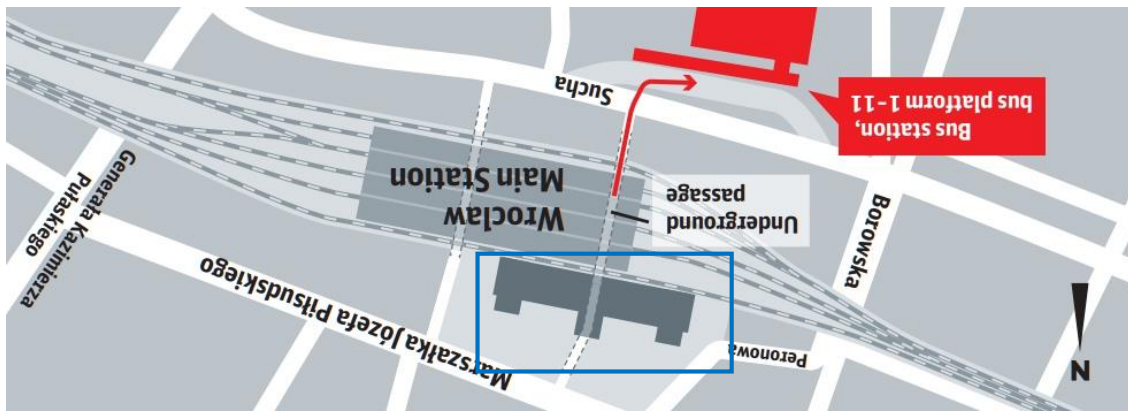 Generała Kazimierza
Pułaskiego
Marszałka Józefa Piłsudskiego
Peronowa
N
Wroclaw
Main Station
Underground
passage
Borowska
Sucha
Bus station,
bus platform 1-11